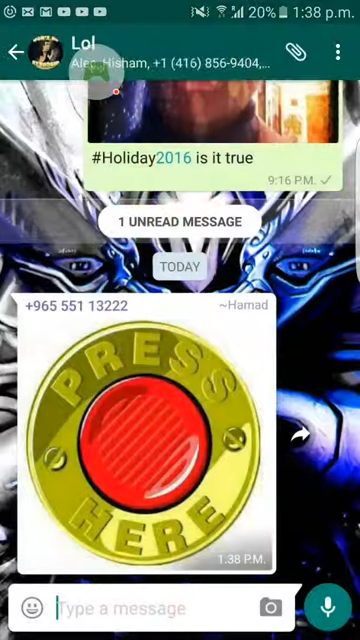 20% 1:38 p.m.
Lol
Alec, Hisham, +1 (416) 856-9404,...
#Holiday2016 is it true
9:16 P.M.
1 UNREAD MESSAGE
TODAY
+965 551 13222 ~Hamad
PRESS
HERE
1:38 P.M.
Type a message